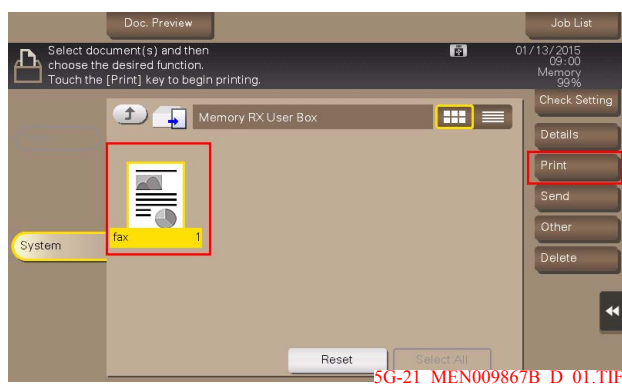 Doc. Preview
Job List
Select document(s) and then
choose the desired function.
Touch the [Print] key to begin printing.
01/13/2015
09:00
Memory
99%
Check Setting
Memory RX User Box
Details
Print
Send
Other
Delete
System
fax 1
Reset
Select All
5G-21 MEN009867B D 01.TIF